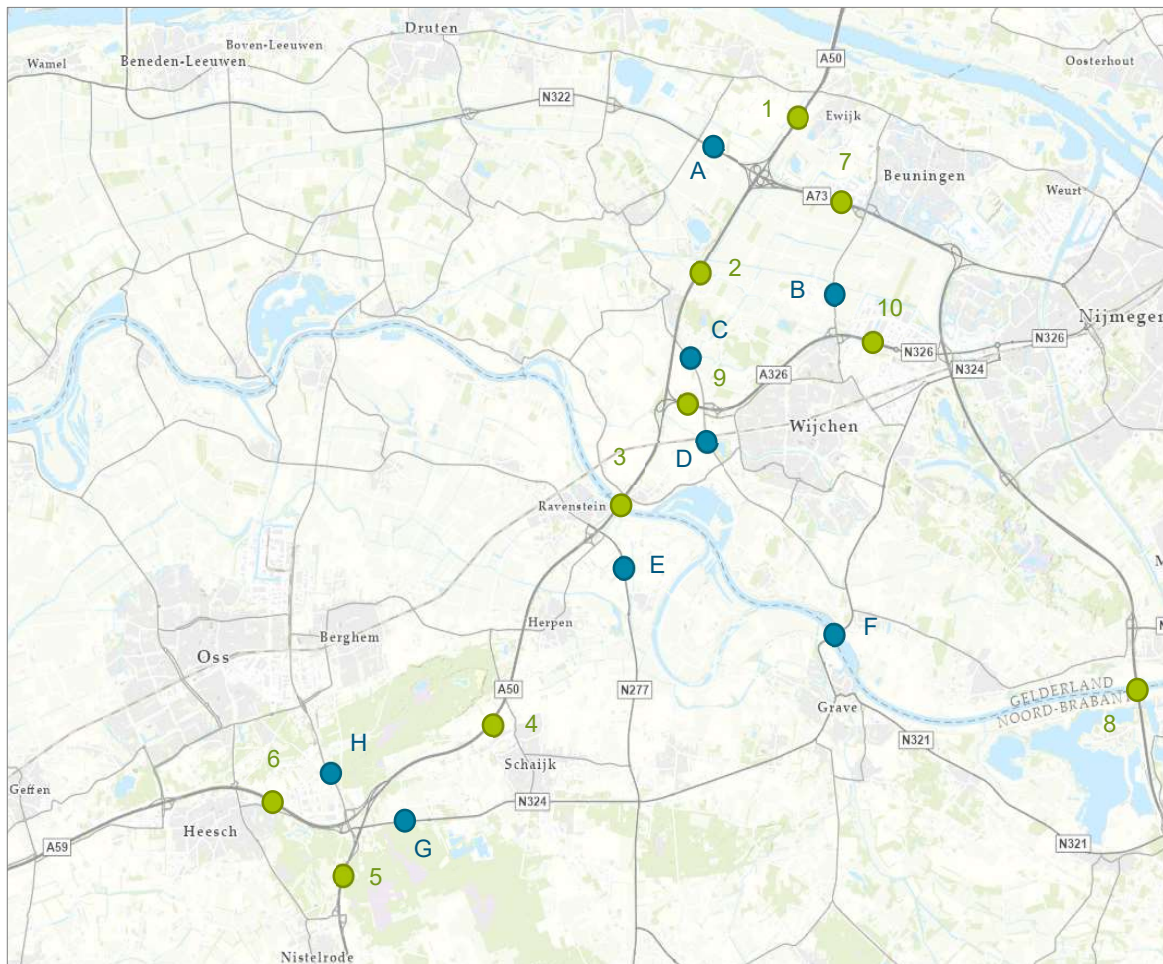 Druten
Boven-Leeuwen
Beneden-Leeuwen
Wamel
A50
Oosterhout
N322
1
Ewijk
A
7
Beuningen
Weurt
A73
2
B
10
Nijmegen
C
N326
N326
9
A326
N324
Wijchen
D
3
Ravenstein
E
Herpen
Berghem
F
Oss
A50
N277
GELDERLAND
NOORD-BRABANT
Grave
8
4
N321
H
6
Schaijk
Geffen
N324
Heesch
G
A59
N321
5
Nistelrode